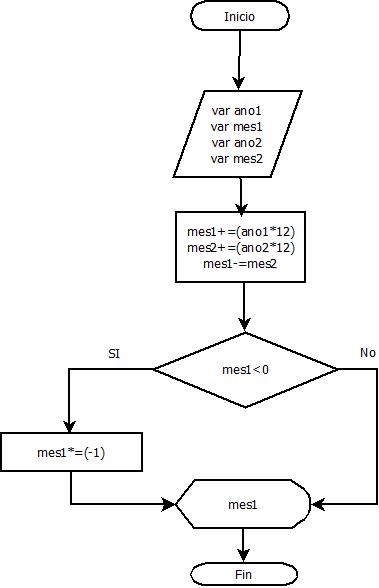 Inicio
var ano1
var mes1
var ano2
var mes2
mes1+=(ano1*12)
mes2+=(ano2*12)
mes1-=mes2
SI
No
mes1<0
mes1*=(-1)
mes1
Fin